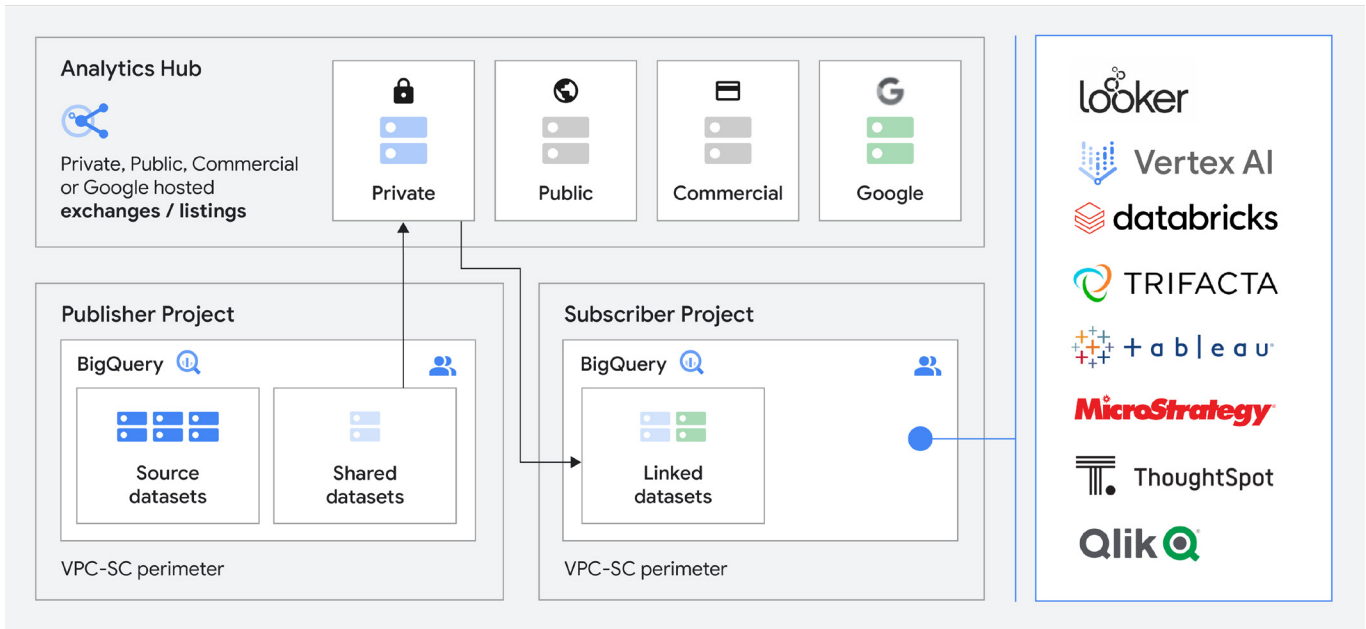 Analytics Hub
Private, Public, Commercial
or Google hosted
exchanges / listings
Private
Public
Commercial
G
Google
Publisher Project
BigQuery
Source
datasets
Shared
datasets
VPC-SC perimeter
Subscriber Project
BigQuery
Linked
datasets
VPC-SC perimeter
looker
Vertex AI
databricks
TRIFACTA
+ableau
MicroStrategy
T.
ThoughtSpot
Qlik